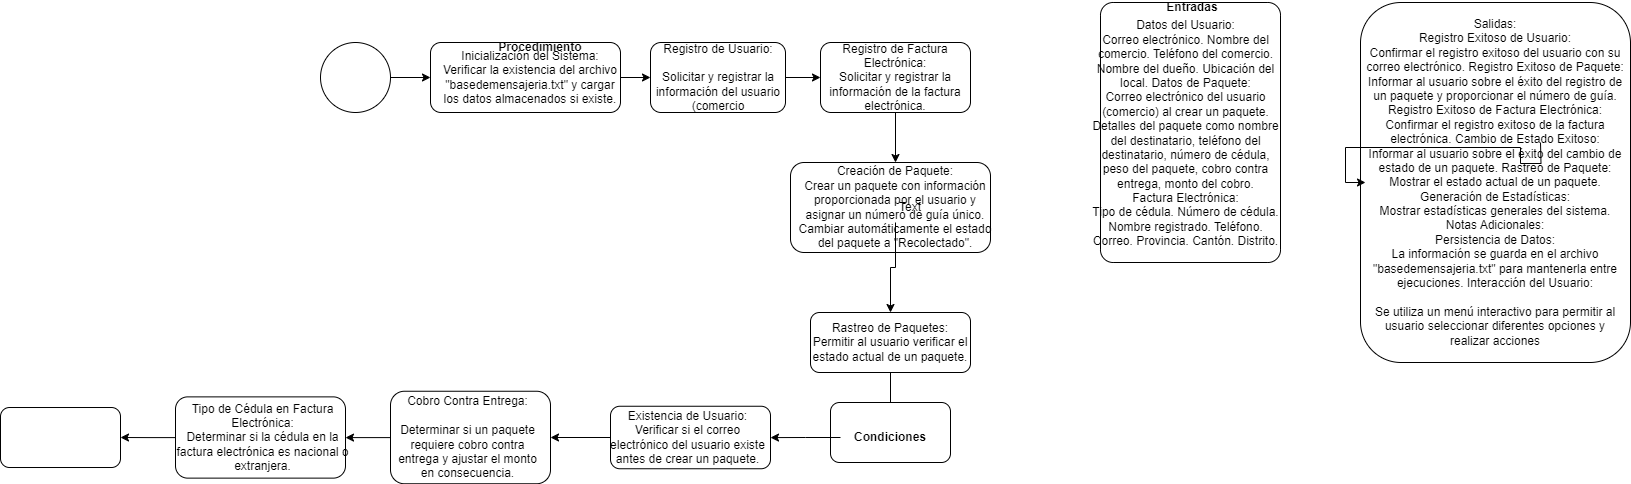 Procedimiento
Inicialización del Sistema:
Verificar la existencia del archivo
"basedemensajeria.txt" y cargar
los datos almacenados si existe.
Registro de Usuario:
Solicitar y registrar la
información del usuario
(comercio
Registro de Factura
Electrónica:
Solicitar y registrar la
información de la factura
electrónica.
Creación de Paquete:
Crear un paquete con información
proporcionada por el usuario y
asignar un número de guía único.
Cambiar automáticamente el estado
del paquete a "Recolectado".
Text
Rastreo de Paquetes:
Permitir al usuario verificar el
estado actual de un paquete.
Condiciones
Existencia de Usuario:
Verificar si el correo
electrónico del usuario existe
antes de crear un paquete.
Cobro Contra Entrega:
Determinar si un paquete
requiere cobro contra
entrega y ajustar el monto
en consecuencia.
Tipo de Cédula en Factura
Electrónica:
Determinar si la cédula en la
factura electrónica es nacional o
extranjera.
Entradas
Datos del Usuario:
Correo electrónico. Nombre del
comercio. Teléfono del comercio.
Nombre del dueño. Ubicación del
local. Datos de Paquete:
Correo electrónico del usuario
(comercio) al crear un paquete.
Detalles del paquete como nombre
del destinatario, teléfono del
destinatario, número de cédula,
peso del paquete, cobro contra
entrega, monto del cobro.
Factura Electrónica:
Tipo de cédula. Número de cédula.
Nombre registrado. Teléfono.
Correo. Provincia. Cantón. Distrito.
Salidas:
Registro Exitoso de Usuario:
Confirmar el registro exitoso del usuario con su
correo electrónico. Registro Exitoso de Paquete:
Informar al usuario sobre el éxito del registro de
un paquete y proporcionar el número de guía.
Registro Exitoso de Factura Electrónica:
Confirmar el registro exitoso de la factura
electrónica. Cambio de Estado Exitoso:
Informar al usuario sobre el éxito del cambio de
estado de un paquete. Rastreo de Paquete:
Mostrar el estado actual de un paquete.
Generación de Estadísticas:
Mostrar estadísticas generales del sistema.
Notas Adicionales:
Persistencia de Datos:
La información se guarda en el archivo
"basedemensajeria.txt" para mantenerla entre
ejecuciones. Interacción del Usuario:
Se utiliza un menú interactivo para permitir al
usuario seleccionar diferentes opciones y
realizar acciones